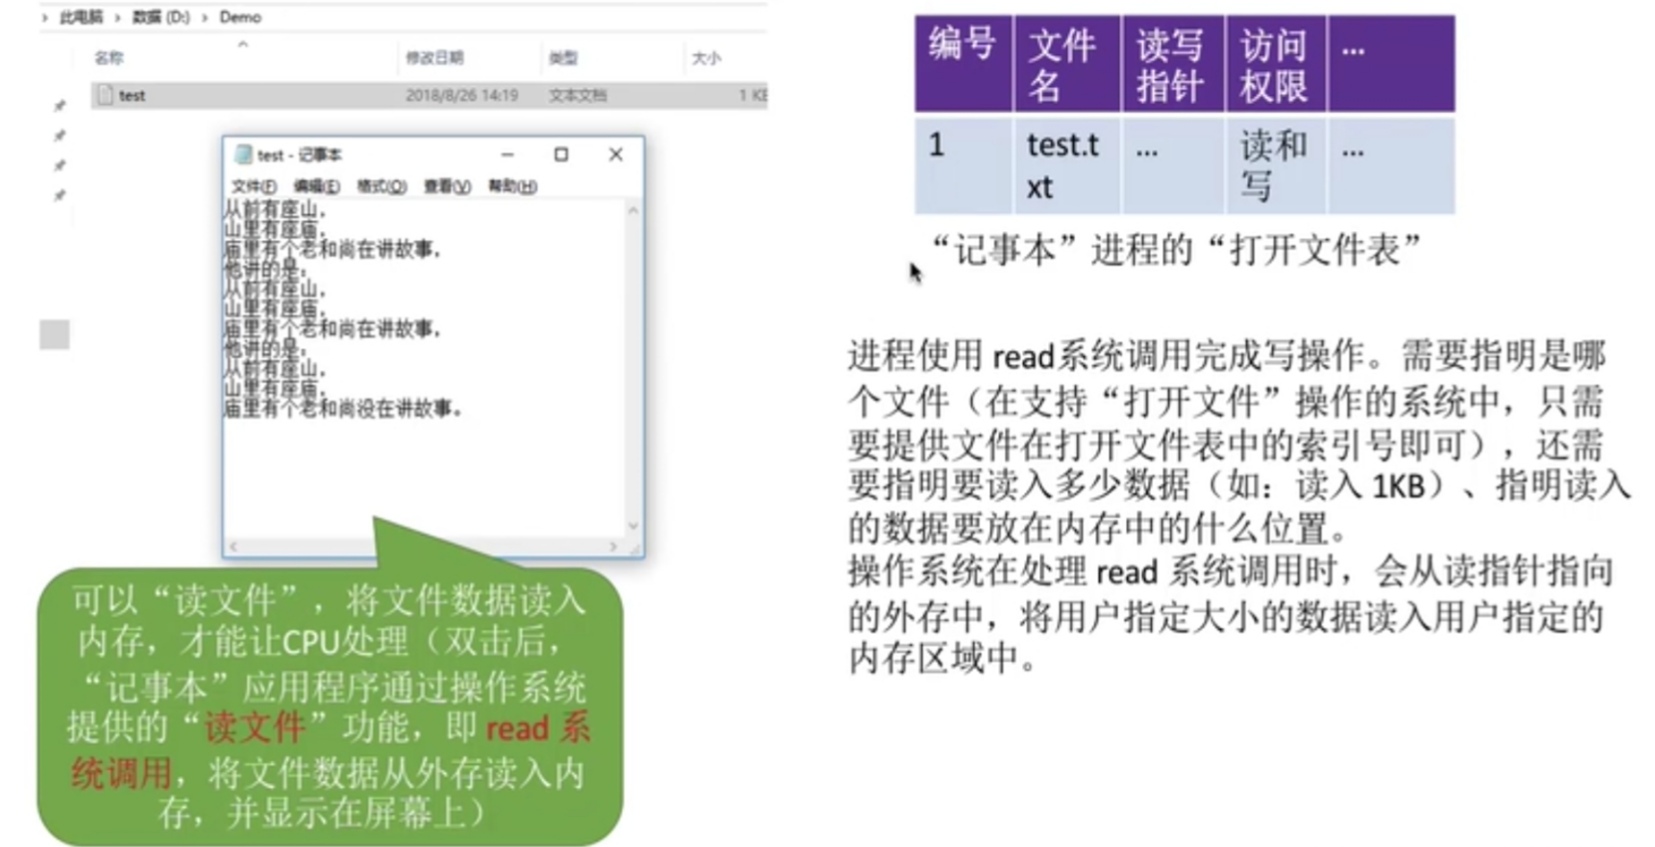 › 此电脑 › 数据 (D:) › Demo
名称 修改日期 类型 大小
test 2018/8/26 14:19 文本文档 1 KB
test - 记事本
文件(F) 编辑(E) 格式(O) 查看(V) 帮助(H)
从前有座山，
山里有座庙，
庙里有个老和尚在讲故事，
他讲的是：
从前有座山，
山里有座庙，
庙里有个老和尚在讲故事，
他讲的是：
从前有座山，
山里有座庙，
庙里有个老和尚没在讲故事。
可以“读文件”，将文件数据读入
内存，才能让CPU处理（双击后，
“记事本”应用程序通过操作系统
提供的“读文件”功能，即 read 系
统调用，将文件数据从外存读入内
存，并显示在屏幕上）
编号 文件名 读写指针 访问权限 ...
1 test.txt ... 读和写 ...
“记事本”进程的“打开文件表”
进程使用 read系统调用完成写操作。需要指明是哪
个文件（在支持“打开文件”操作的系统中，只需
要提供文件在打开文件表中的索引号即可），还需
要指明要读入多少数据（如：读入 1KB）、指明读入
的数据要放在内存中的什么位置。
操作系统在处理 read 系统调用时，会从读指针指向
的外存中，将用户指定大小的数据读入用户指定的
内存区域中。